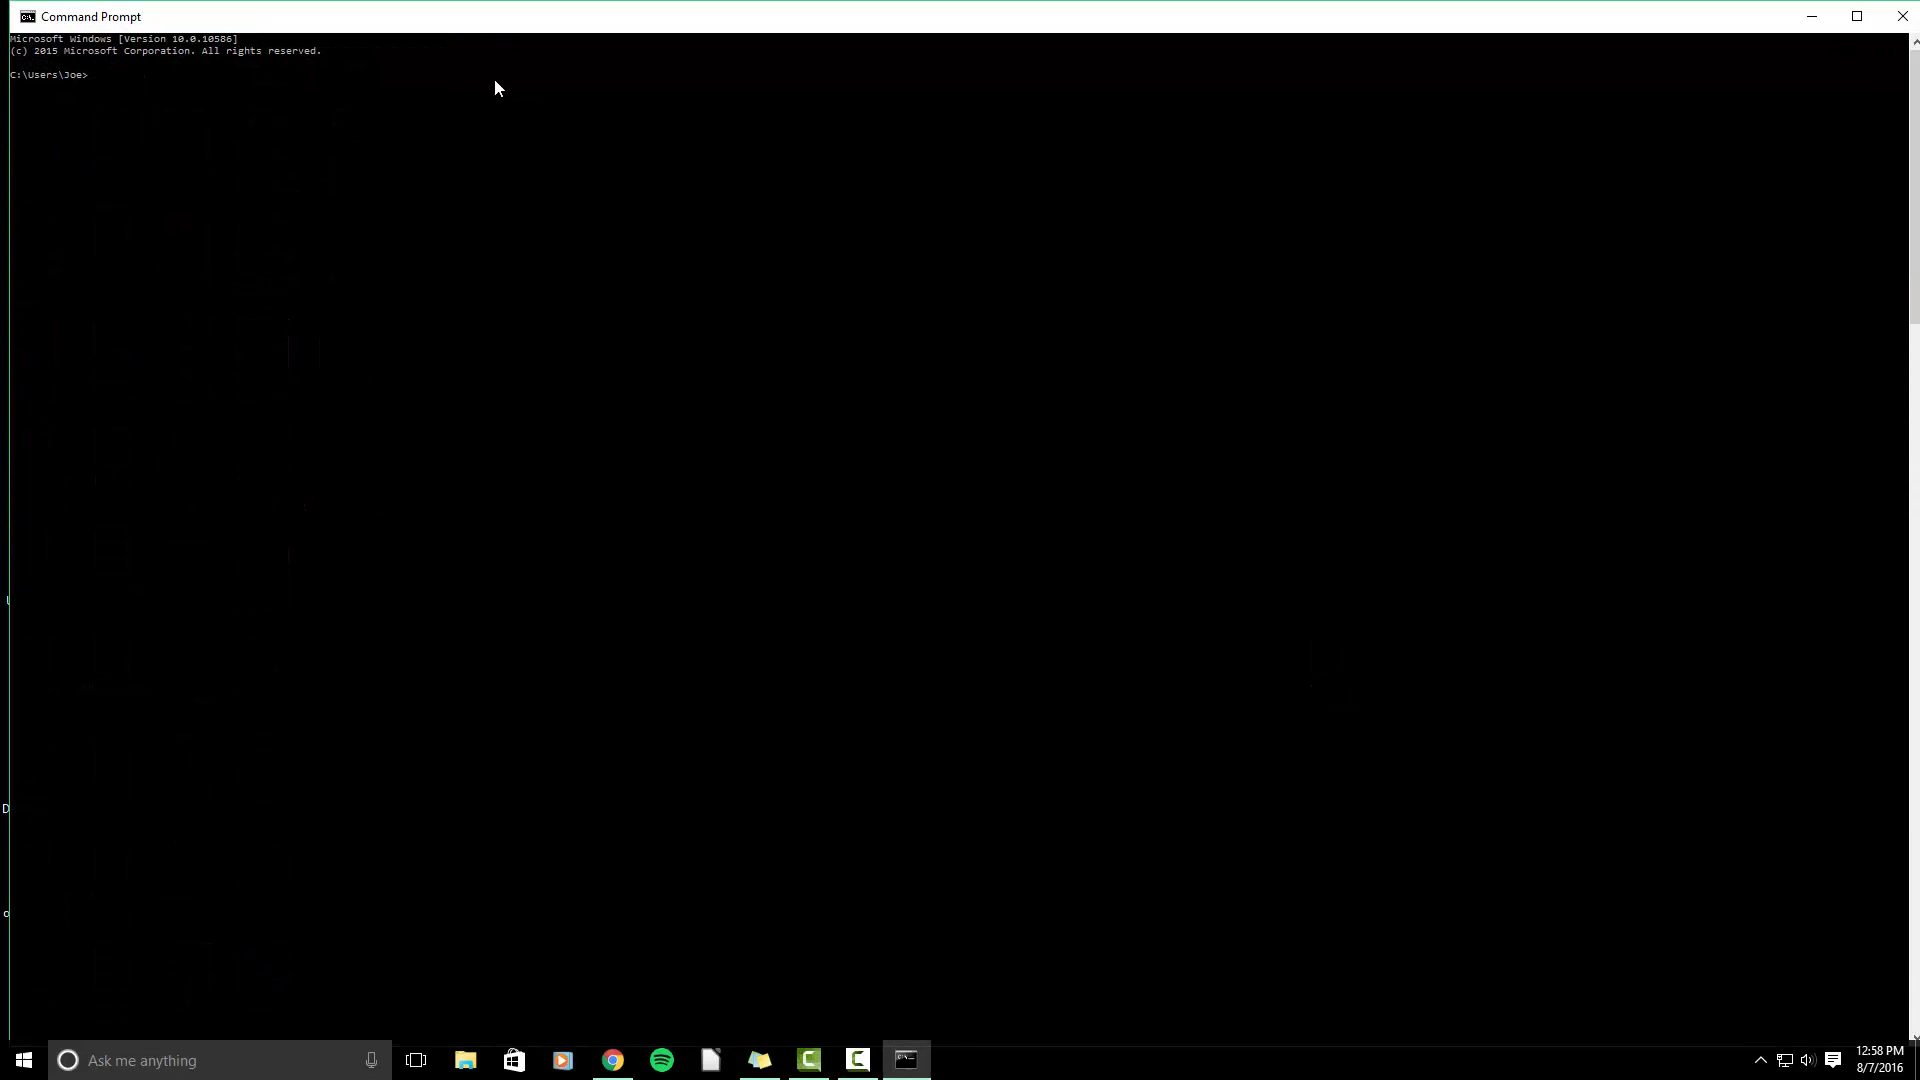 Command Prompt
Microsoft Windows [Version 10.0.10586]
(c) 2015 Microsoft Corporation. All rights reserved.
C:\Users\Joe>
D
Ask me anything
12:58 PM
8/7/2016